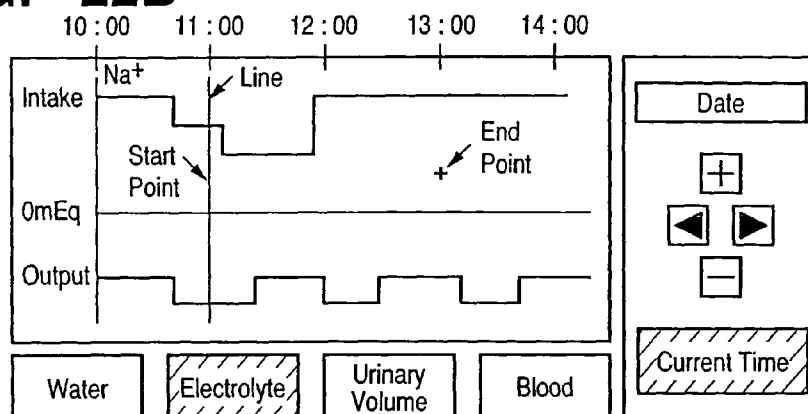 10:00 11:00 12:00 13:00 14:00
Na+
Line
Intake
Start
Point
End
Point
0mEq
Output
Date
+
−
Current Time
Water
Electrolyte
Urinary
Volume
Blood